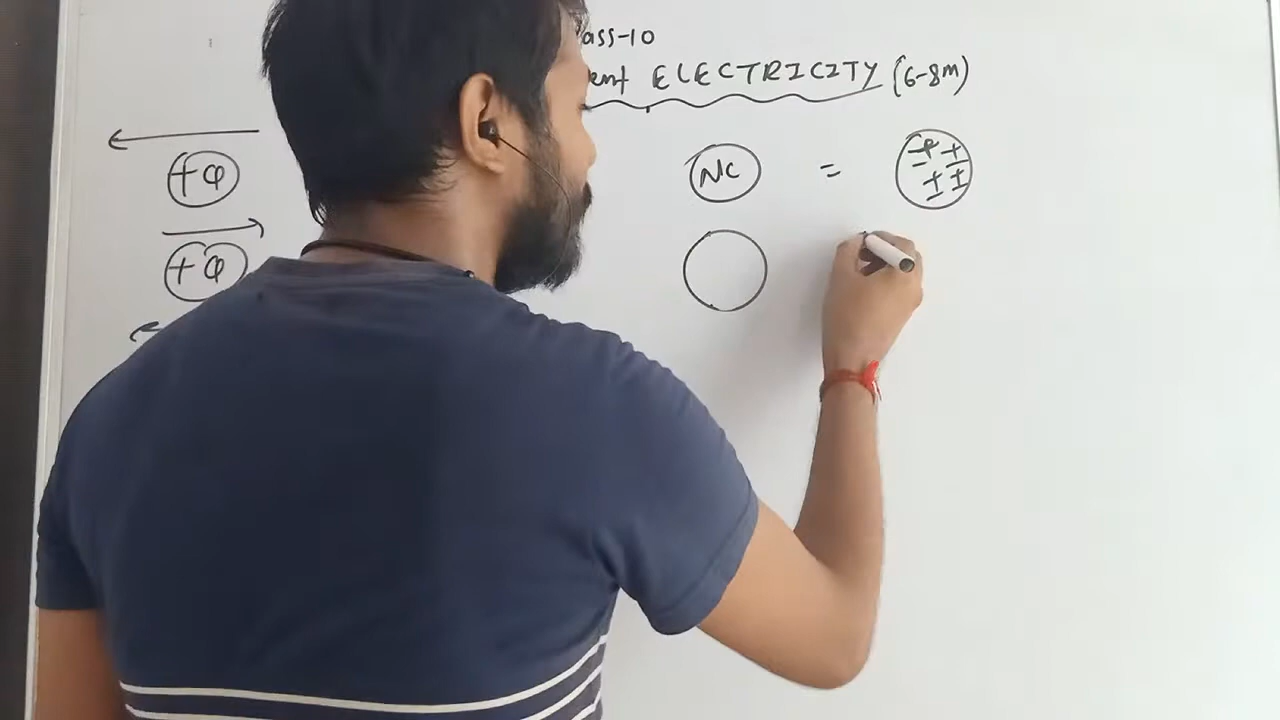 ass-10
ent ELECTRICITY (6-8m)
+Q
NC = ± ± ± ±
+Q